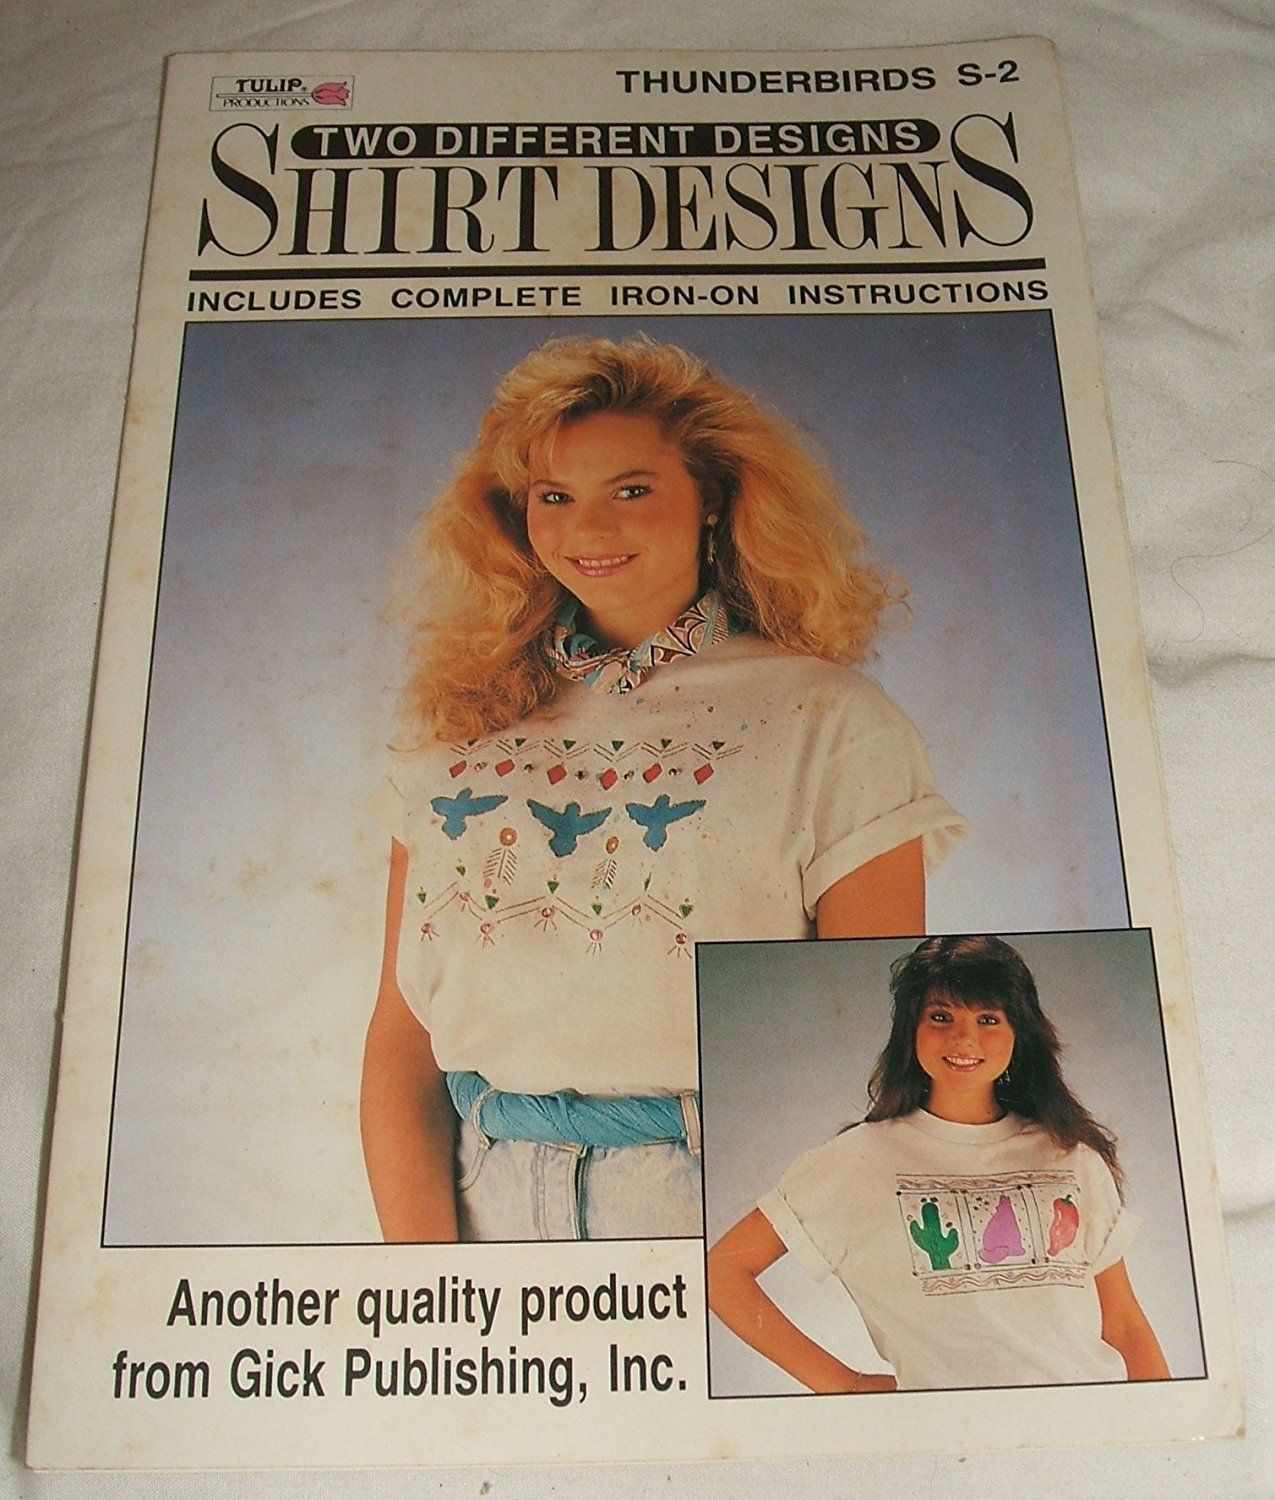 TULIP®
PRODUCTIONS
THUNDERBIRDS S-2
TWO DIFFERENT DESIGNS
SHIRT DESIGNS
INCLUDES COMPLETE IRON-ON INSTRUCTIONS
Another quality product
from Gick Publishing, Inc.